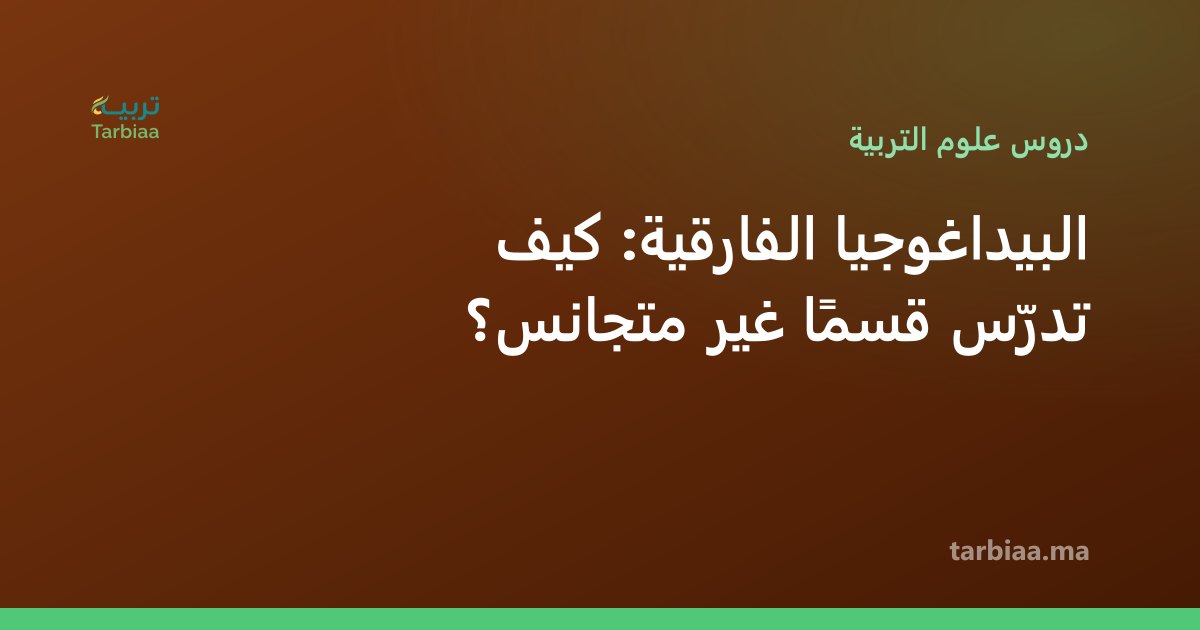 تربية
Tarbiaa
دروس علوم التربية
البيداغوجيا الفارقية: كيف
تدرّس قسمًا غير متجانس؟
tarbiaa.ma